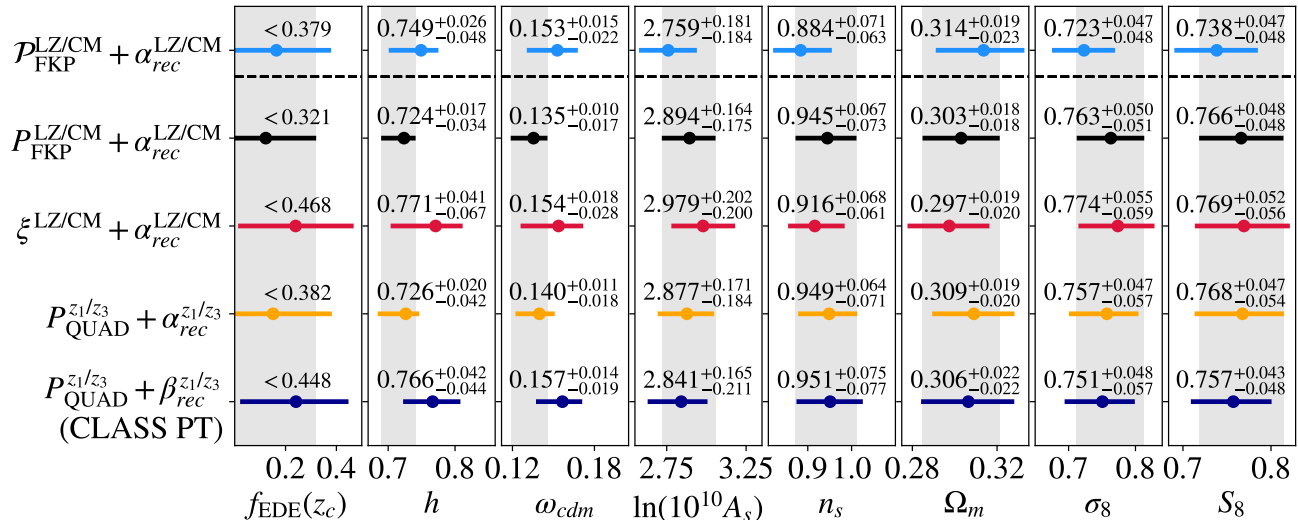 𝒫_FKP^LZ/CM + α_rec^LZ/CM < 0.379 0.749^{+0.026}_{−0.048} 0.153^{+0.015}_{−0.022} 2.759^{+0.181}_{−0.184} 0.884^{+0.071}_{−0.063} 0.314^{+0.019}_{−0.023} 0.723^{+0.047}_{−0.048} 0.738^{+0.047}_{−0.048}
P_FKP^LZ/CM + α_rec^LZ/CM < 0.321 0.724^{+0.017}_{−0.034} 0.135^{+0.010}_{−0.017} 2.894^{+0.164}_{−0.175} 0.945^{+0.067}_{−0.073} 0.303^{+0.018}_{−0.018} 0.763^{+0.050}_{−0.051} 0.766^{+0.048}_{−0.048}
ξ^LZ/CM + α_rec^LZ/CM < 0.468 0.771^{+0.041}_{−0.067} 0.154^{+0.018}_{−0.028} 2.979^{+0.202}_{−0.200} 0.916^{+0.068}_{−0.061} 0.297^{+0.019}_{−0.020} 0.774^{+0.055}_{−0.059} 0.769^{+0.052}_{−0.056}
P_QUAD^{z₁/z₃} + α_rec^{z₁/z₃} < 0.382 0.726^{+0.020}_{−0.042} 0.140^{+0.011}_{−0.018} 2.877^{+0.171}_{−0.184} 0.949^{+0.064}_{−0.071} 0.309^{+0.019}_{−0.020} 0.757^{+0.047}_{−0.057} 0.768^{+0.047}_{−0.054}
P_QUAD^{z₁/z₃} + β_rec^{z₁/z₃} < 0.448 0.766^{+0.042}_{−0.044} 0.157^{+0.014}_{−0.019} 2.841^{+0.165}_{−0.211} 0.951^{+0.075}_{−0.077} 0.306^{+0.022}_{−0.022} 0.751^{+0.048}_{−0.057} 0.757^{+0.043}_{−0.048}
(CLASS PT)
0.2 0.4 0.7 0.8 0.12 0.18 2.75 3.25 0.9 1.0 0.28 0.32 0.7 0.8 0.7 0.8
f_EDE(z_c) h ω_cdm ln(10^{10}A_s) n_s Ω_m σ_8 S_8